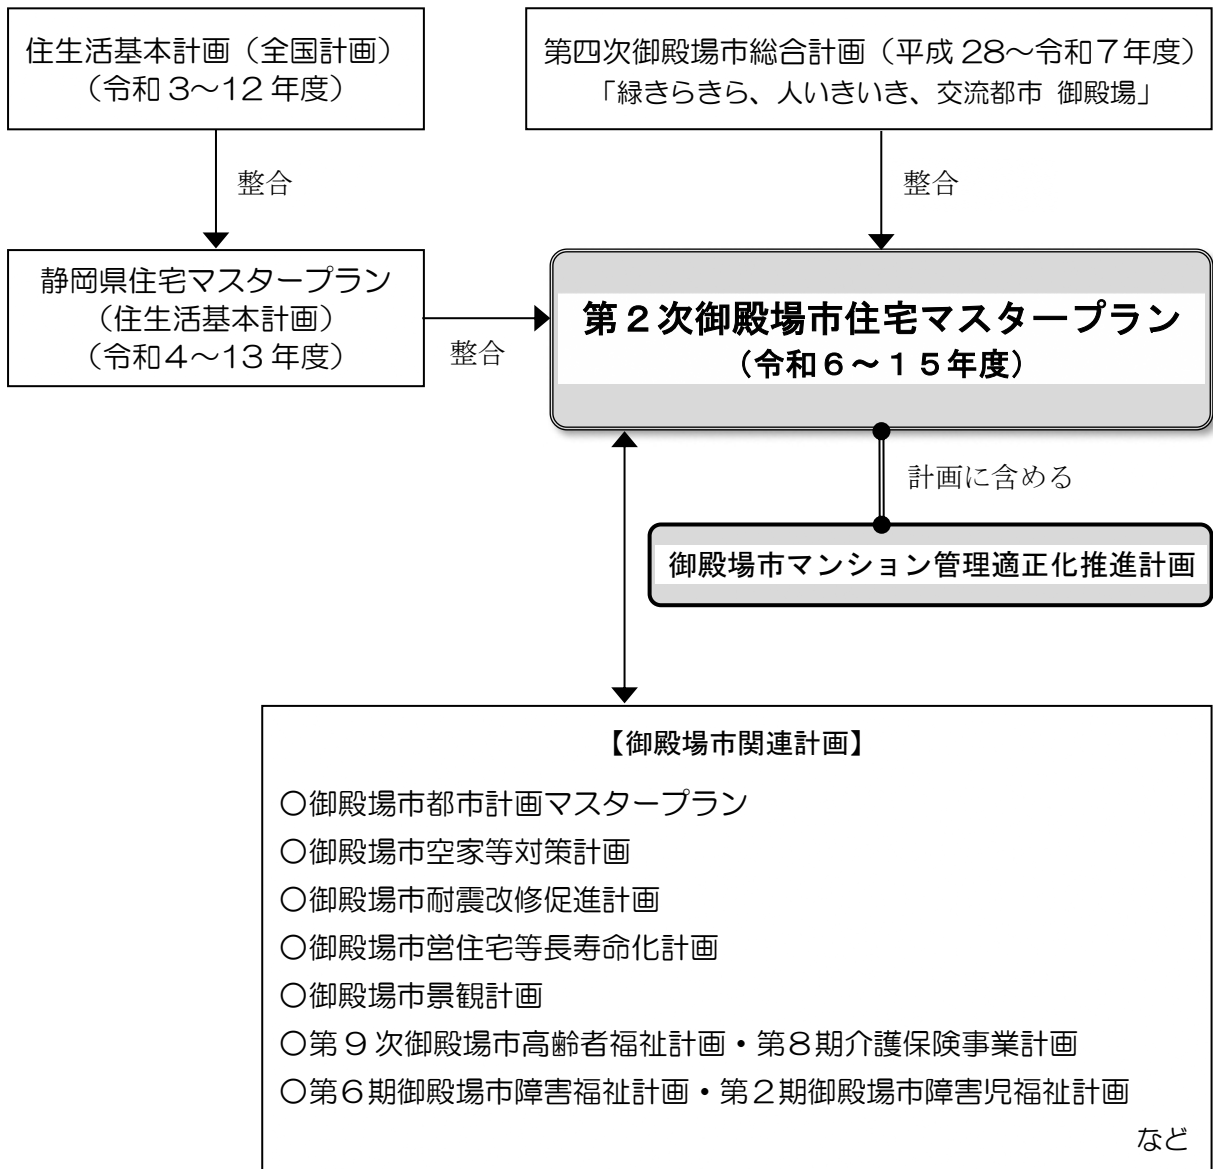 住生活基本計画（全国計画）
（令和３～12年度）
第四次御殿場市総合計画（平成28～令和７年度）
「緑きらきら、人いきいき、交流都市 御殿場」
整合
整合
静岡県住宅マスタープラン
（住生活基本計画）
（令和４～13年度）
整合
第２次御殿場市住宅マスタープラン
（令和６～１５年度）
計画に含める
御殿場市マンション管理適正化推進計画
【御殿場市関連計画】
〇御殿場市都市計画マスタープラン
〇御殿場市空家等対策計画
〇御殿場市耐震改修促進計画
〇御殿場市営住宅等長寿命化計画
〇御殿場市景観計画
〇第９次御殿場市高齢者福祉計画・第８期介護保険事業計画
〇第６期御殿場市障害福祉計画・第２期御殿場市障害児福祉計画
など